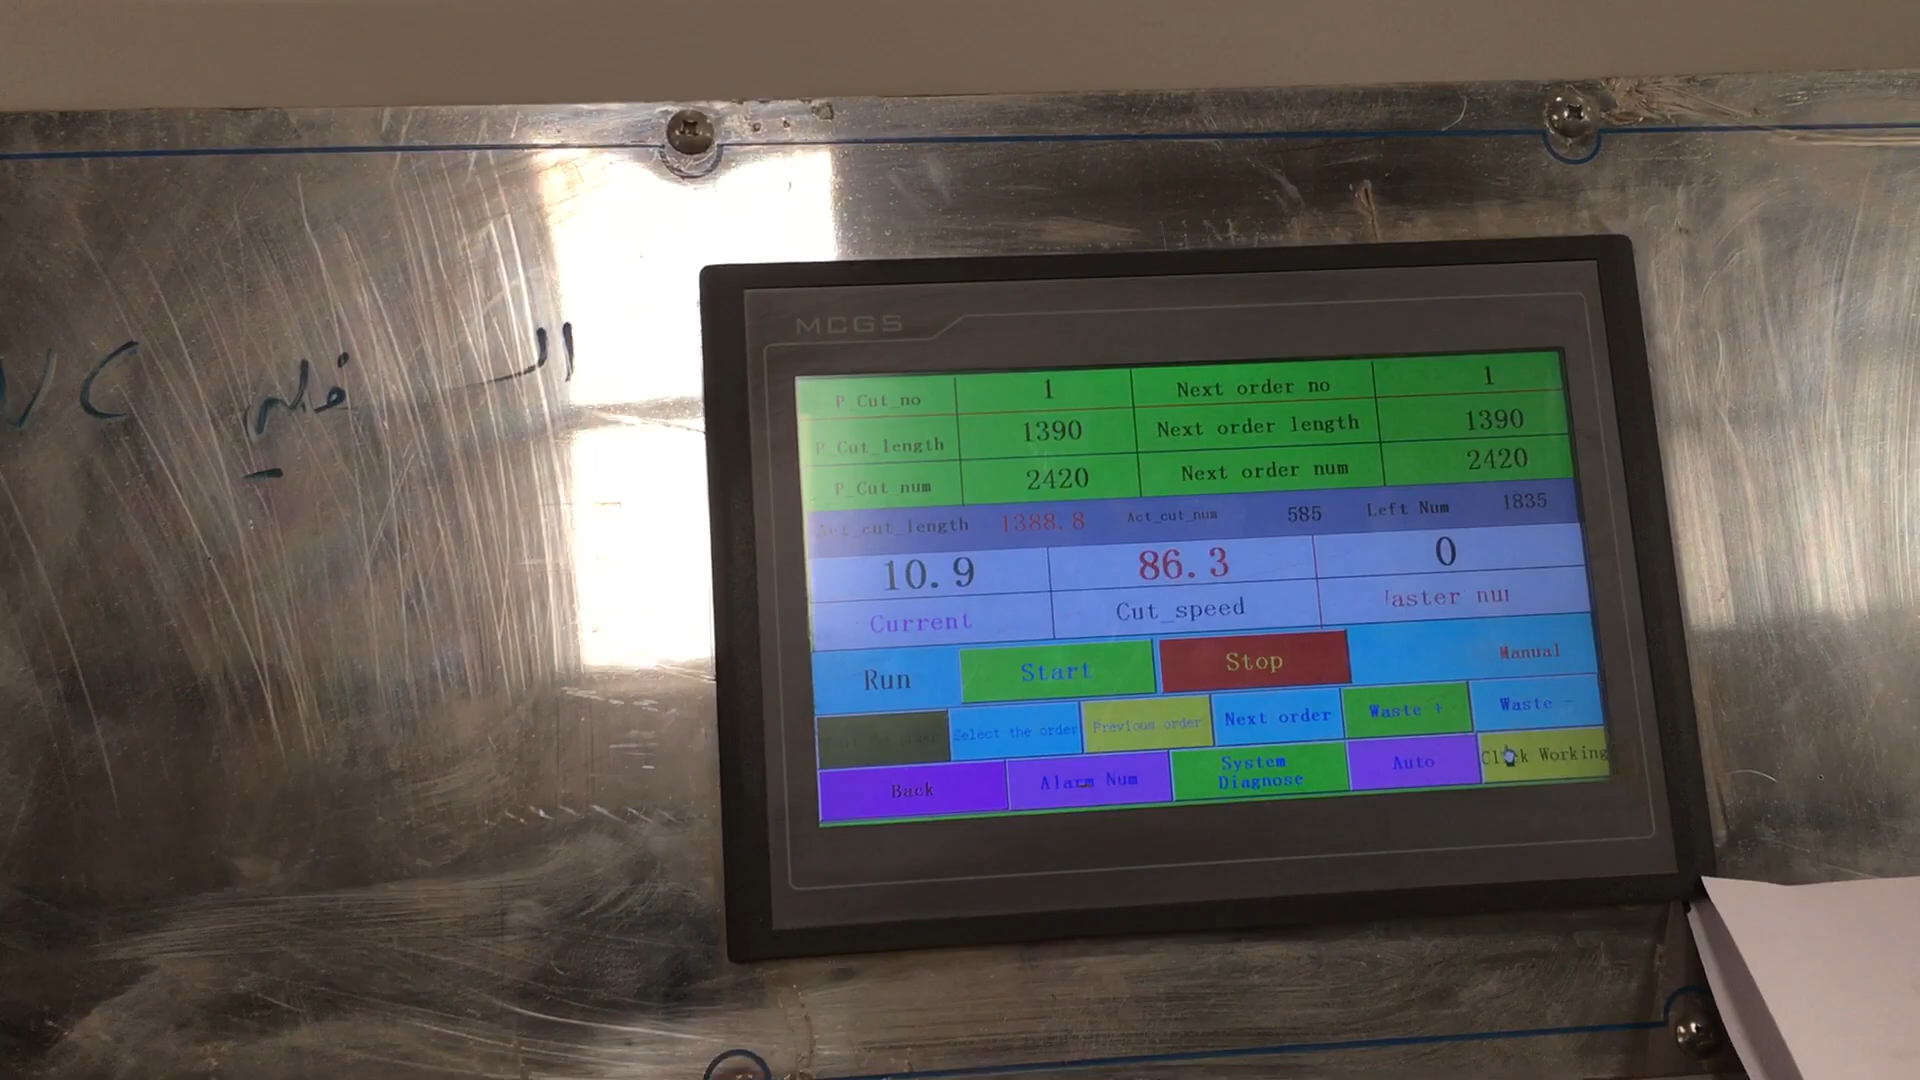 MCGS
P_Cut_no 1 Next order no 1
P_Cut_length 1390 Next order length 1390
P_Cut_num 2420 Next order num 2420
Act_cut_length 1388.8 Act_cut_num 585 Left Num 1835
10.9 86.3 0
Current Cut_speed aster nu
Run Start Stop Manual
Select the order Previous order Next order Waste + Waste -
Back Alarm Num System Diagnose Auto Working